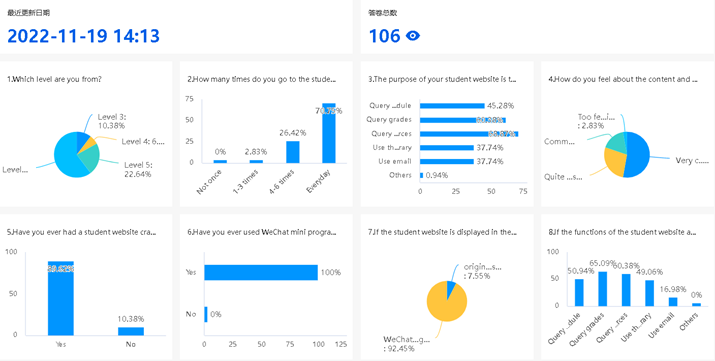 最近更新日期
2022-11-19 14:13
答卷总数
106
1.Which level are you from?
Level 3:
10.38%
Level 4: 6....
Level 5:
22.64%
Level...
2.How many times do you go to the stude...
75
50
25
0
0%
2.83%
26.42%
Not once
1-3 times
4-6 times
Everyday
3.The purpose of your student website is t...
Query ...dule
45.28%
Query grades
Query ...rces
Use th...rary
37.74%
Use email
37.74%
Others
0.94%
0
25
50
75
4.How do you feel about the content and ...
Too fe...i...
: 2.83%
Comm...
Quite ...s...
Very c......
5.Have you ever had a student website cra...
100
50
0
10.38%
Yes
No
6.Have you ever used WeChat mini progra...
Yes
100%
No
0%
0
25
50
75
100
125
7.If the student website is displayed in the...
origin...s...
: 7.55%
WeChat...g...
: 92.45%
8.If the functions of the student website a...
100
50
0
50.94%
65.09%
60.38%
49.06%
16.98%
0%
Query ...dule
Query grades
Query ...rces
Use th...rary
Use email
Others